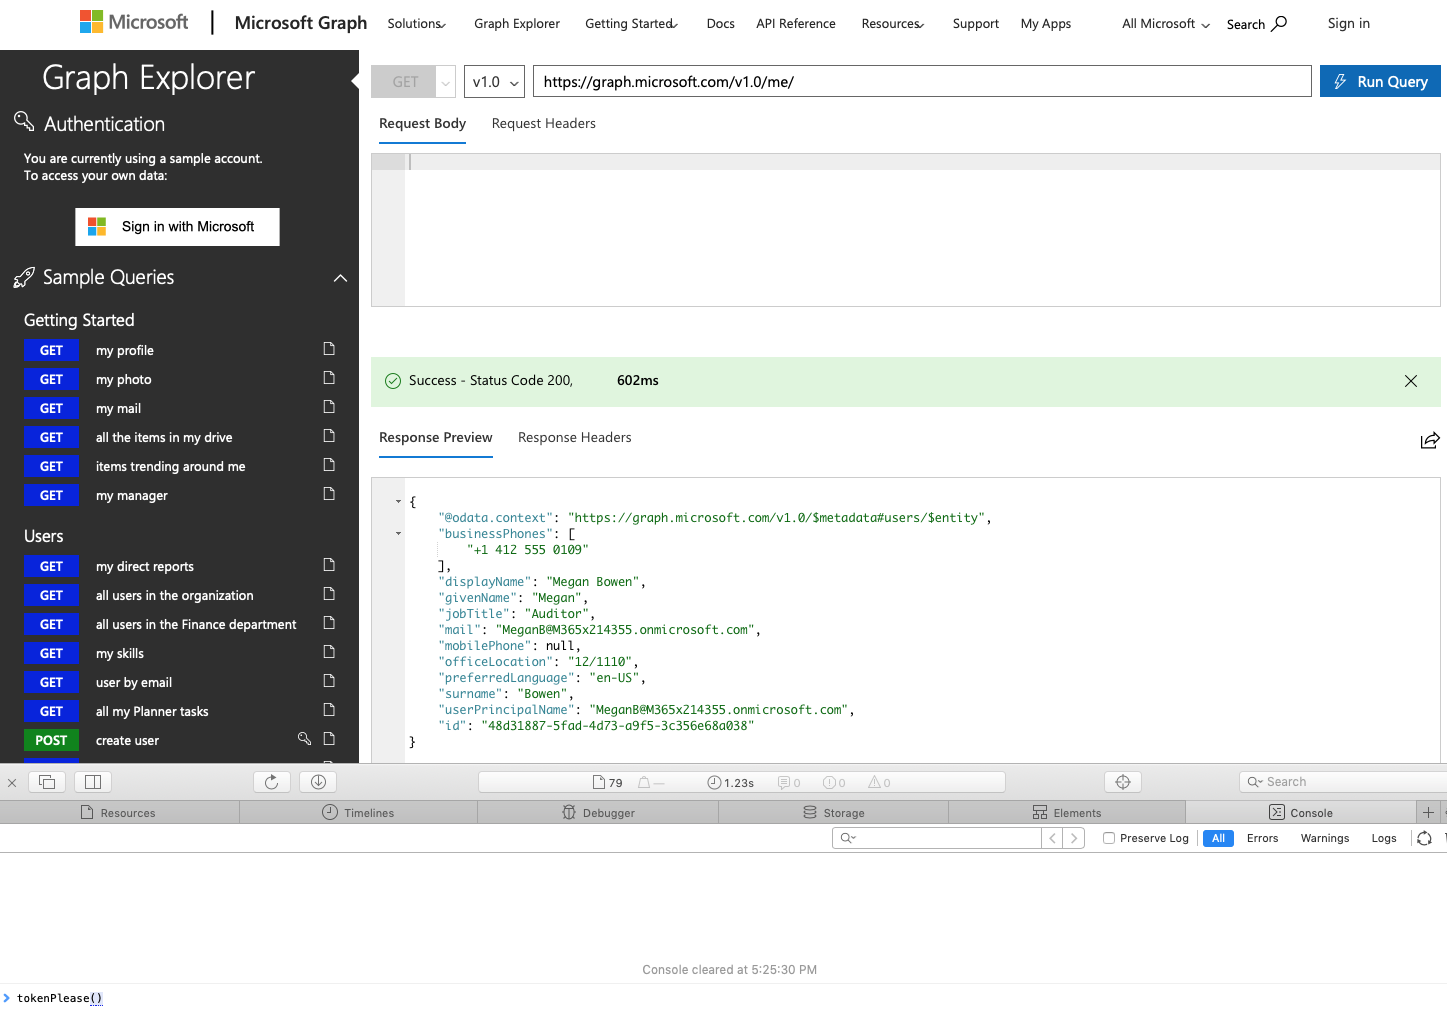 Microsoft | Microsoft Graph Solutions Graph Explorer Getting Started Docs API Reference Resources Support My Apps All Microsoft Search Sign in
Graph Explorer
Authentication
You are currently using a sample account.
To access your own data:
Sign in with Microsoft
Sample Queries
Getting Started
GET my profile
GET my photo
GET my mail
GET all the items in my drive
GET items trending around me
GET my manager
Users
GET my direct reports
GET all users in the organization
GET all users in the Finance department
GET my skills
GET user by email
GET all my Planner tasks
POST create user
GET v1.0 https://graph.microsoft.com/v1.0/me/ Run Query
Request Body Request Headers
Success - Status Code 200, 602ms
Response Preview Response Headers
{
"@odata.context": "https://graph.microsoft.com/v1.0/$metadata#users/$entity",
"businessPhones": [
"+1 412 555 0109"
],
"displayName": "Megan Bowen",
"givenName": "Megan",
"jobTitle": "Auditor",
"mail": "MeganB@M365x214355.onmicrosoft.com",
"mobilePhone": null,
"officeLocation": "12/1110",
"preferredLanguage": "en-US",
"surname": "Bowen",
"userPrincipalName": "MeganB@M365x214355.onmicrosoft.com",
"id": "48d31887-5fad-4d73-a9f5-3c356e68a038"
}
79 — 1.23s 0 0 0 Search
Resources Timelines Debugger Storage Elements Console
Preserve Log All Errors Warnings Logs
Console cleared at 5:25:30 PM
> tokenPlease()